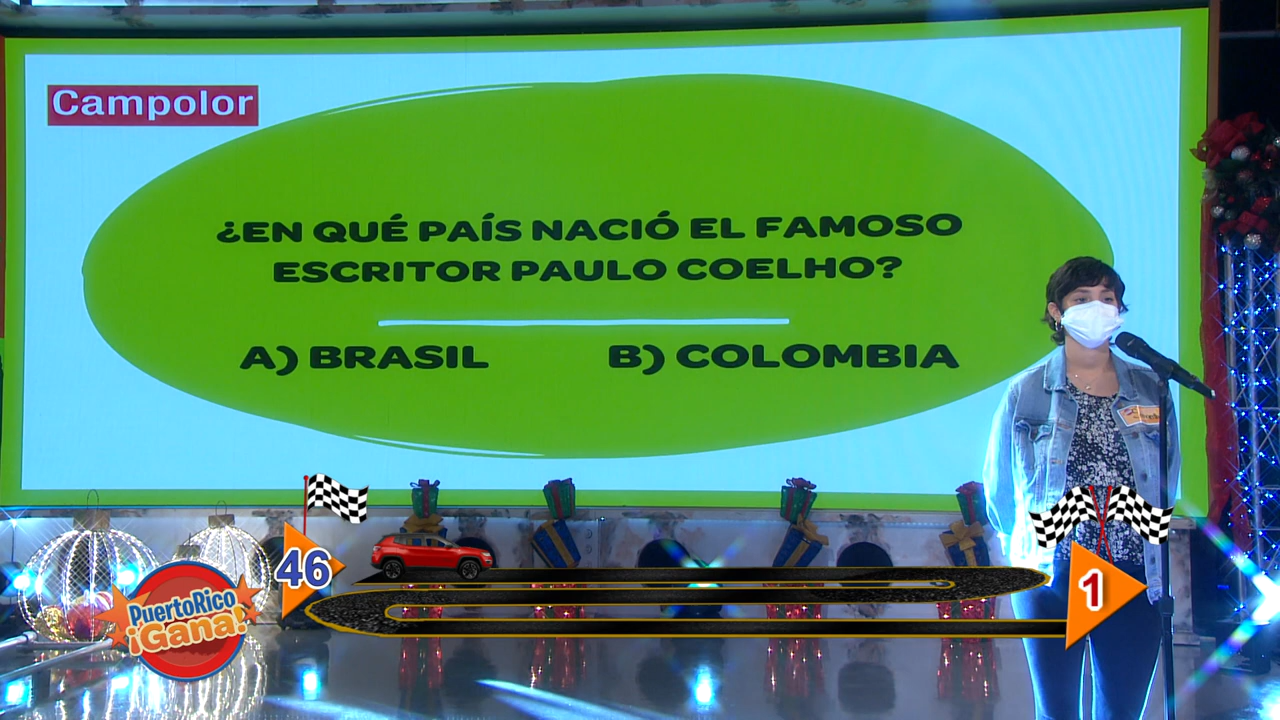 Campolor
¿EN QUÉ PAÍS NACIÓ EL FAMOSO
ESCRITOR PAULO COELHO?
A) BRASIL B) COLOMBIA
46
1
PuertoRico
¡Gana!